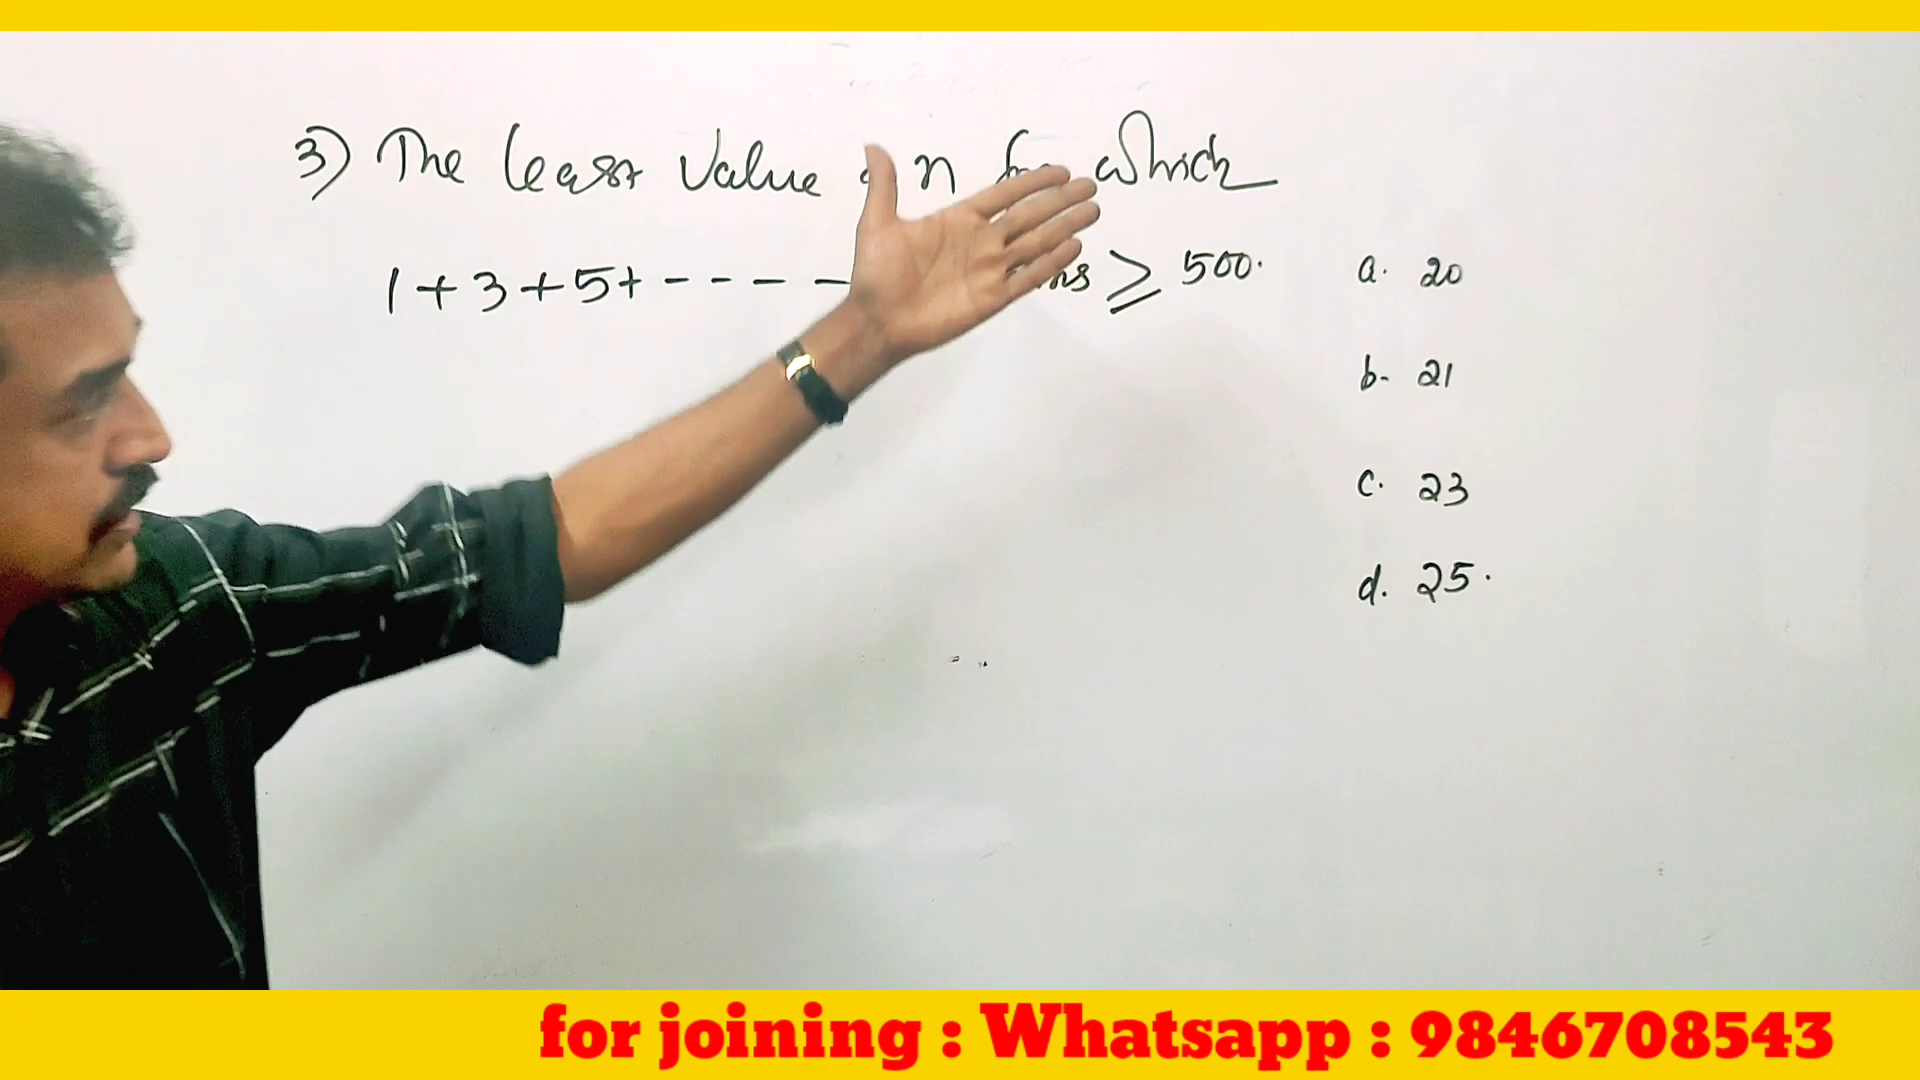 3) The least Value n which
1 + 3 + 5 + - - - - ≥ 500.
a. 20
b. 21
c. 23
d. 25.
for joining : Whatsapp : 9846708543